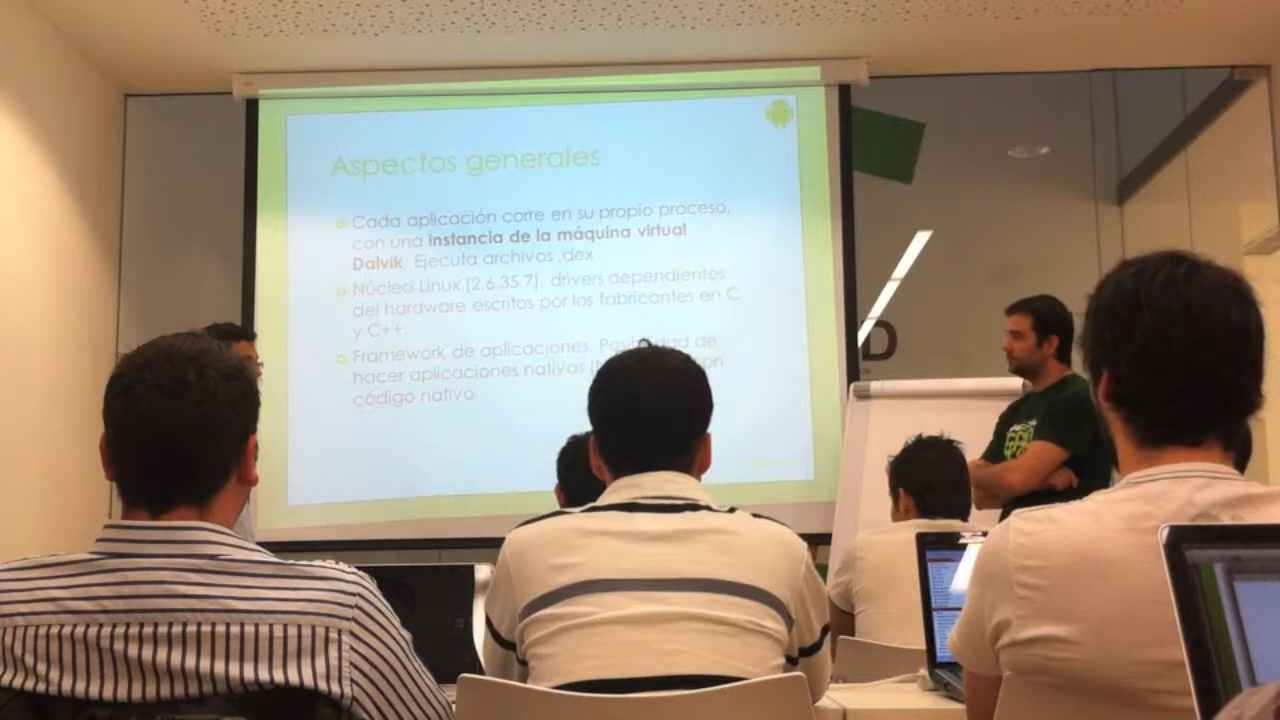 Aspectos generales
Cada aplicación corre en su propio proceso,
con una instancia de la máquina virtual
Dalvik. Ejecuta archivos .dex
Núcleo Linux (2.6.35.7), drivers dependientes
del hardware escritos por los fabricantes en C
y C++.
Framework de aplicaciones. de
hacer aplicaciones nativas
código nativo.
D